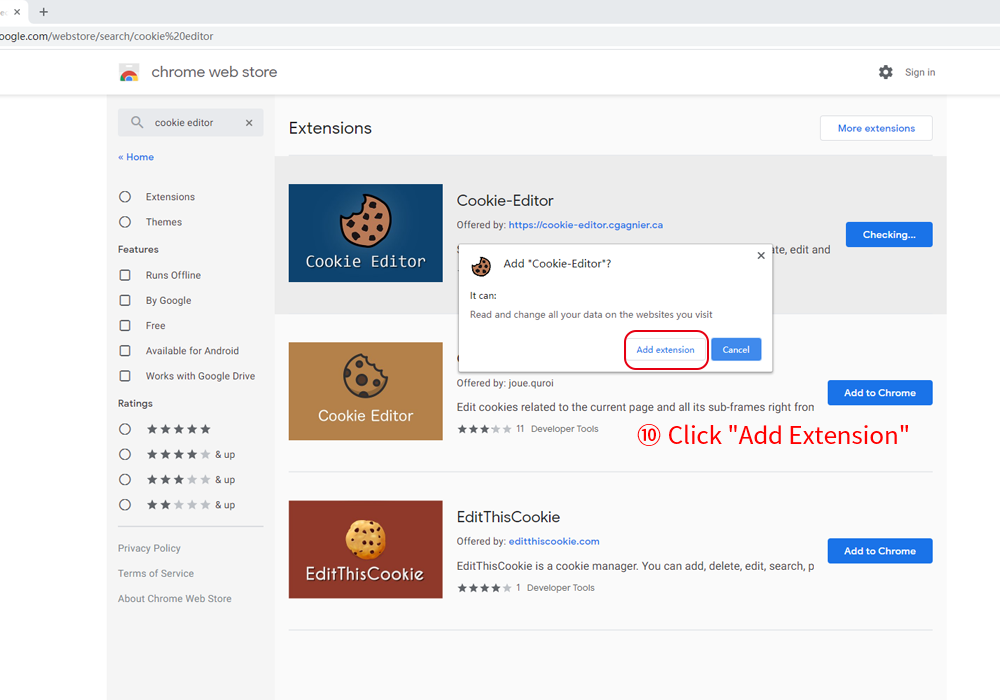 oogle.com/webstore/search/cookie%20editor
chrome web store
Sign in
cookie editor
« Home
Extensions
Themes
Features
Runs Offline
By Google
Free
Available for Android
Works with Google Drive
Ratings
& up
& up
& up
Privacy Policy
Terms of Service
About Chrome Web Store
Extensions
More extensions
Cookie Editor
Cookie-Editor
Offered by: https://cookie-editor.cgagnier.ca
Checking...
ate, edit and
Add "Cookie-Editor"?
It can:
Read and change all your data on the websites you visit
Add extension
Cancel
Cookie Editor
Offered by: joue.quroi
Edit cookies related to the current page and all its sub-frames right fron
11 Developer Tools
Add to Chrome
⑩ Click "Add Extension"
EditThisCookie
EditThisCookie
Offered by: editthiscookie.com
EditThisCookie is a cookie manager. You can add, delete, edit, search, p
1 Developer Tools
Add to Chrome